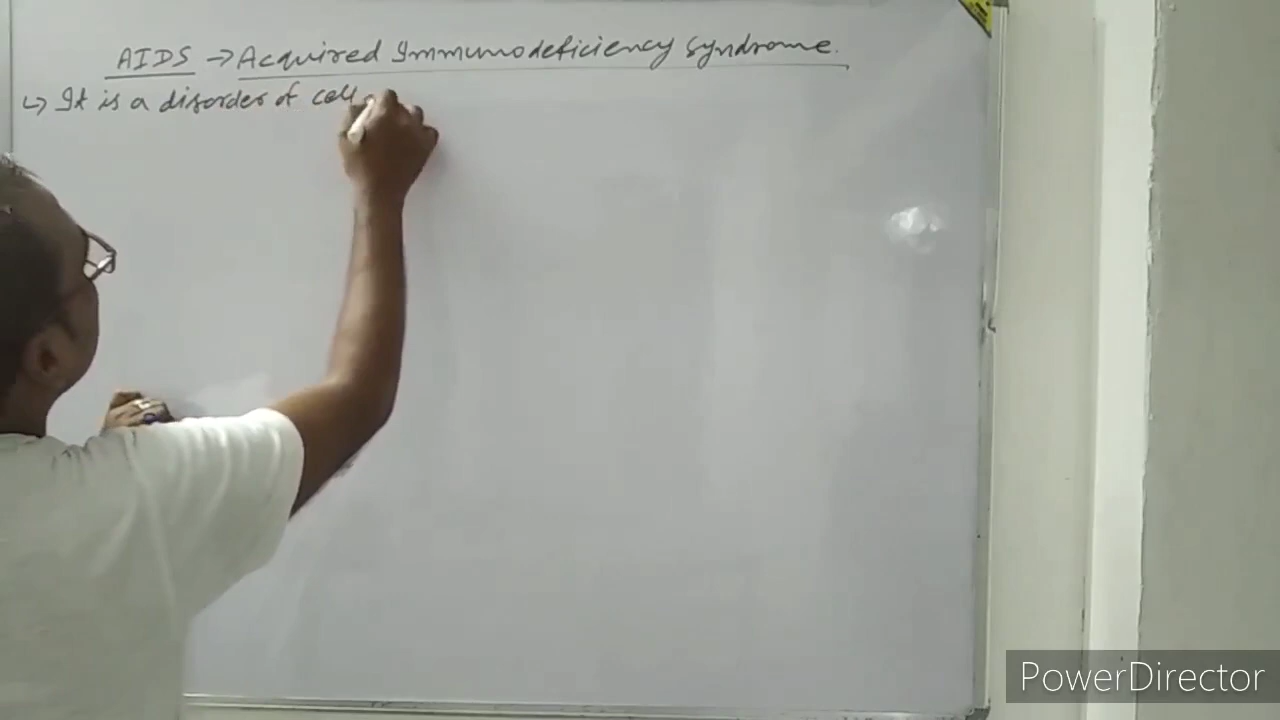 AIDS → Acquired Immunodeficiency Syndrome.
↳ It is a disorder of cell
PowerDirector